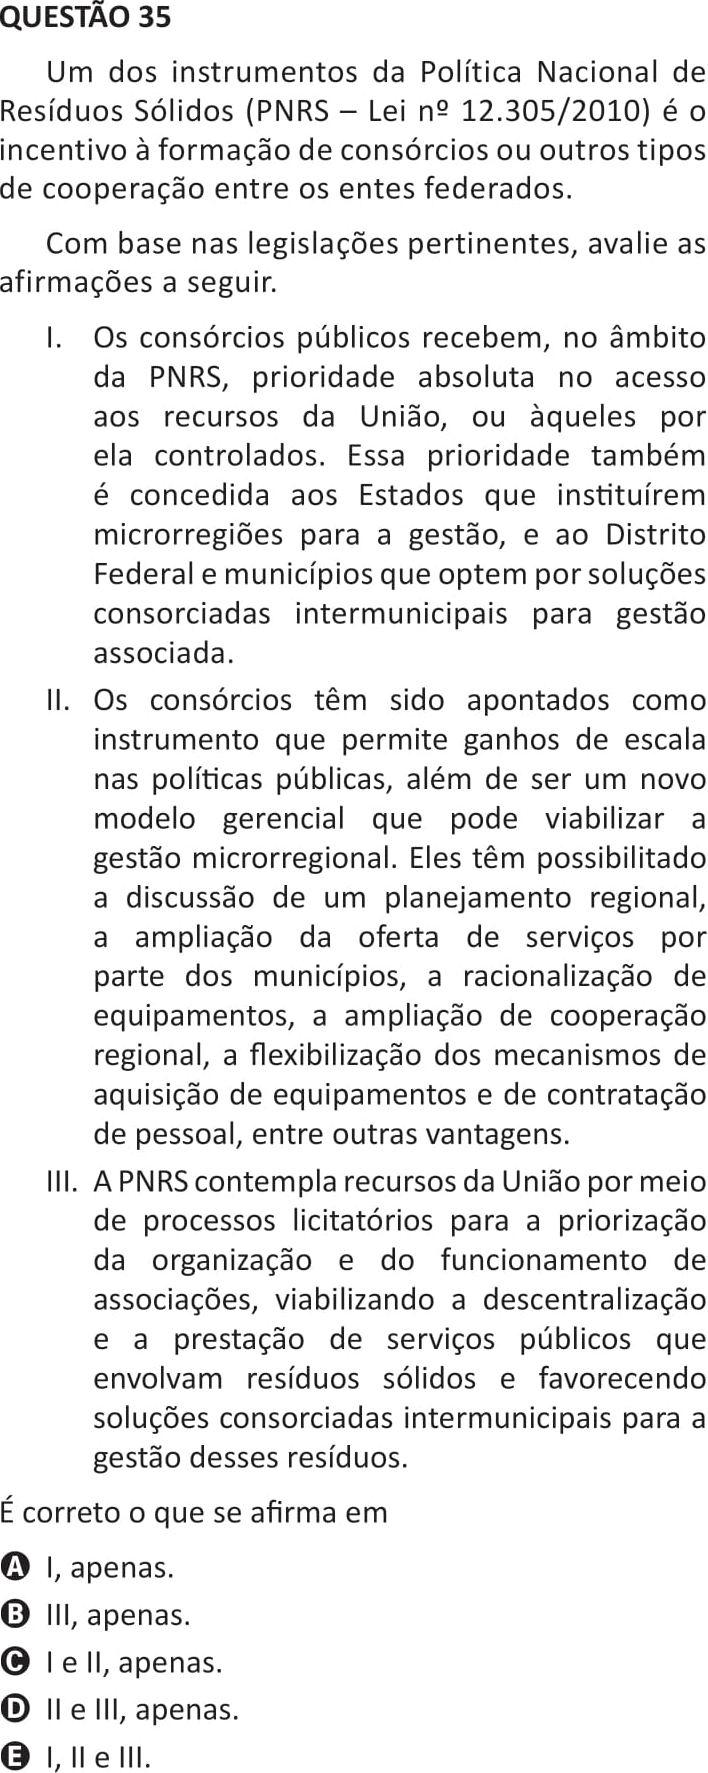 QUESTÃO 35
Um dos instrumentos da Política Nacional de
Resíduos Sólidos (PNRS – Lei nº 12.305/2010) é o
incentivo à formação de consórcios ou outros tipos
de cooperação entre os entes federados.
Com base nas legislações pertinentes, avalie as
afirmações a seguir.
I. Os consórcios públicos recebem, no âmbito
da PNRS, prioridade absoluta no acesso
aos recursos da União, ou àqueles por
ela controlados. Essa prioridade também
é concedida aos Estados que instituírem
microrregiões para a gestão, e ao Distrito
Federal e municípios que optem por soluções
consorciadas intermunicipais para gestão
associada.
II. Os consórcios têm sido apontados como
instrumento que permite ganhos de escala
nas políticas públicas, além de ser um novo
modelo gerencial que pode viabilizar a
gestão microrregional. Eles têm possibilitado
a discussão de um planejamento regional,
a ampliação da oferta de serviços por
parte dos municípios, a racionalização de
equipamentos, a ampliação de cooperação
regional, a flexibilização dos mecanismos de
aquisição de equipamentos e de contratação
de pessoal, entre outras vantagens.
III. A PNRS contempla recursos da União por meio
de processos licitatórios para a priorização
da organização e do funcionamento de
associações, viabilizando a descentralização
e a prestação de serviços públicos que
envolvam resíduos sólidos e favorecendo
soluções consorciadas intermunicipais para a
gestão desses resíduos.
É correto o que se afirma em
A I, apenas.
B III, apenas.
C I e II, apenas.
D II e III, apenas.
E I, II e III.